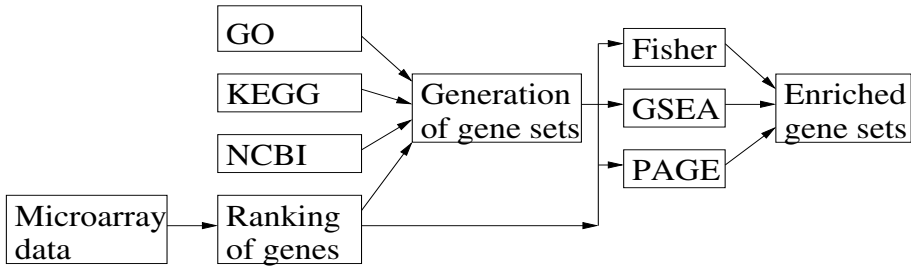 GO
KEGG
NCBI
Microarray
data
Ranking
of genes
Generation
of gene sets
Fisher
GSEA
PAGE
Enriched
gene sets